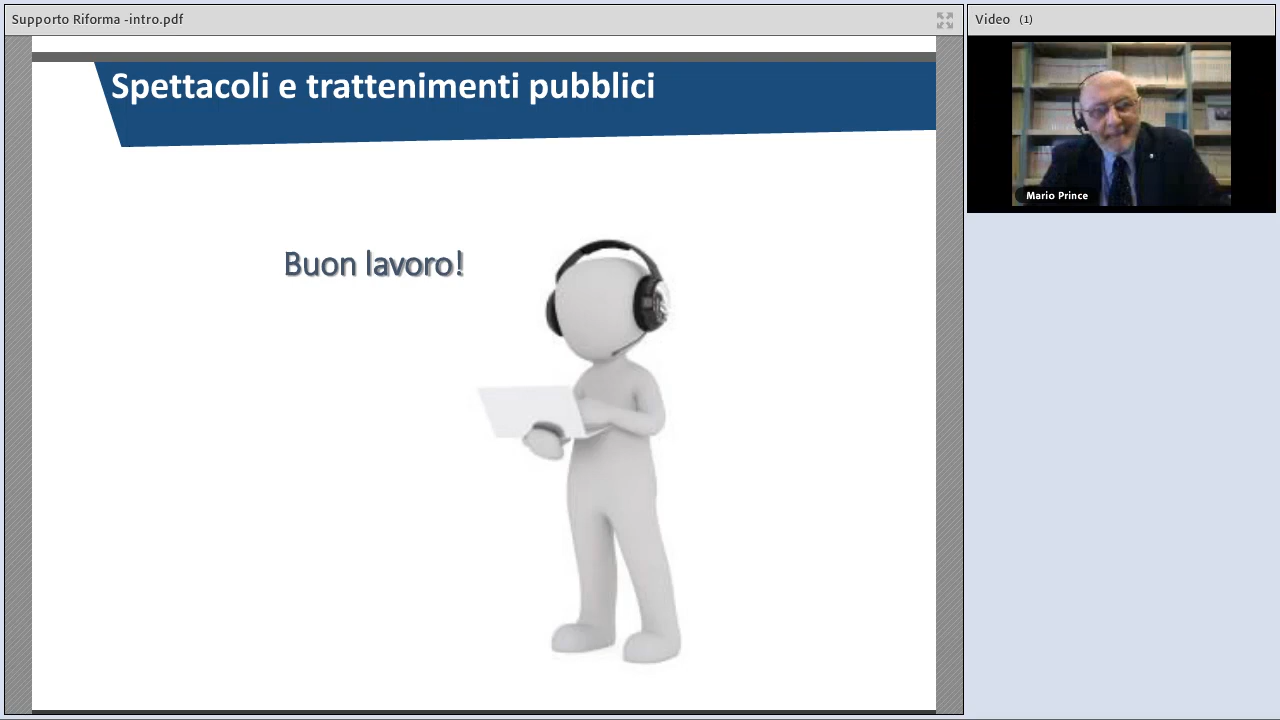 Supporto Riforma -intro.pdf
Video (1)
Spettacoli e trattenimenti pubblici
Mario Prince
Buon lavoro!